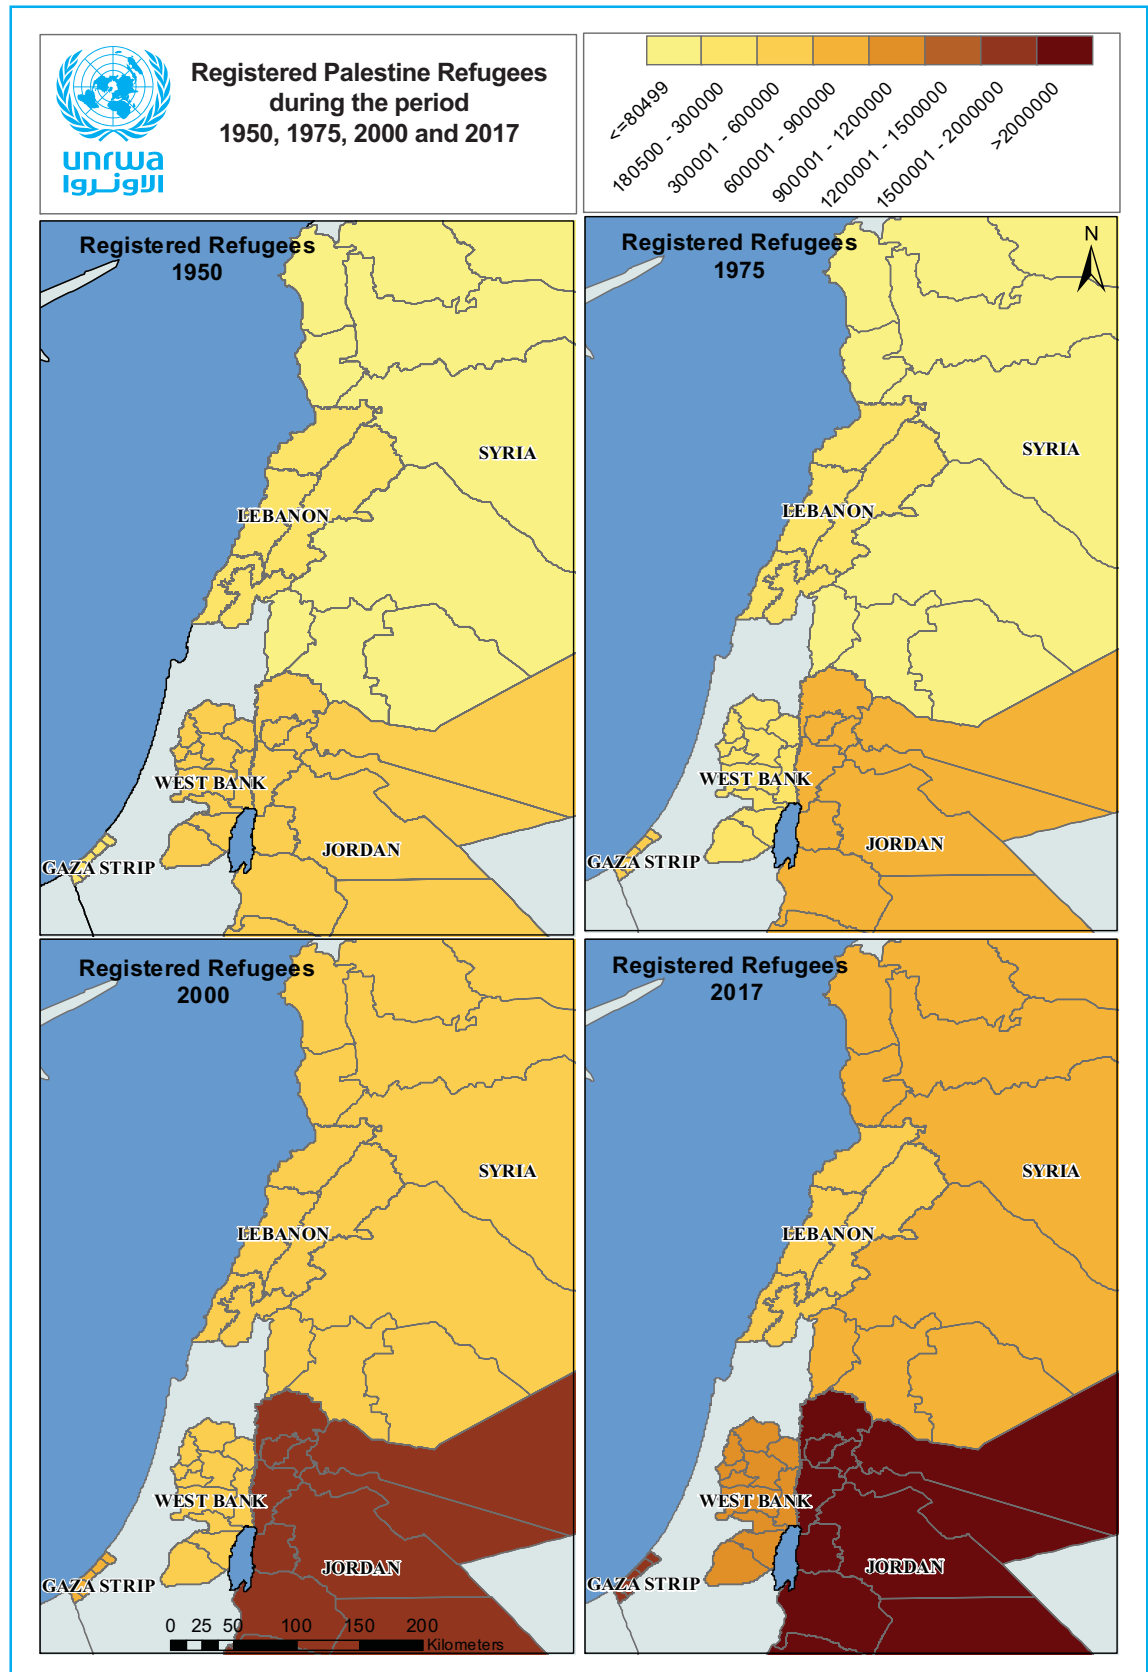 unrwa
الاونروا
Registered Palestine Refugees
during the period
1950, 1975, 2000 and 2017
<=80499
180500 - 300000
300001 - 600000
600001 - 900000
900001 - 1200000
1200001 - 1500000
1500001 - 2000000
>2000000
Registered Refugees
1950
SYRIA
LEBANON
WEST BANK
JORDAN
GAZA STRIP
Registered Refugees
1975
N
SYRIA
LEBANON
WEST BANK
JORDAN
GAZA STRIP
Registered Refugees
2000
SYRIA
LEBANON
WEST BANK
JORDAN
GAZA STRIP
0 25 50 100 150 200
Kilometers
Registered Refugees
2017
SYRIA
LEBANON
WEST BANK
JORDAN
GAZA STRIP